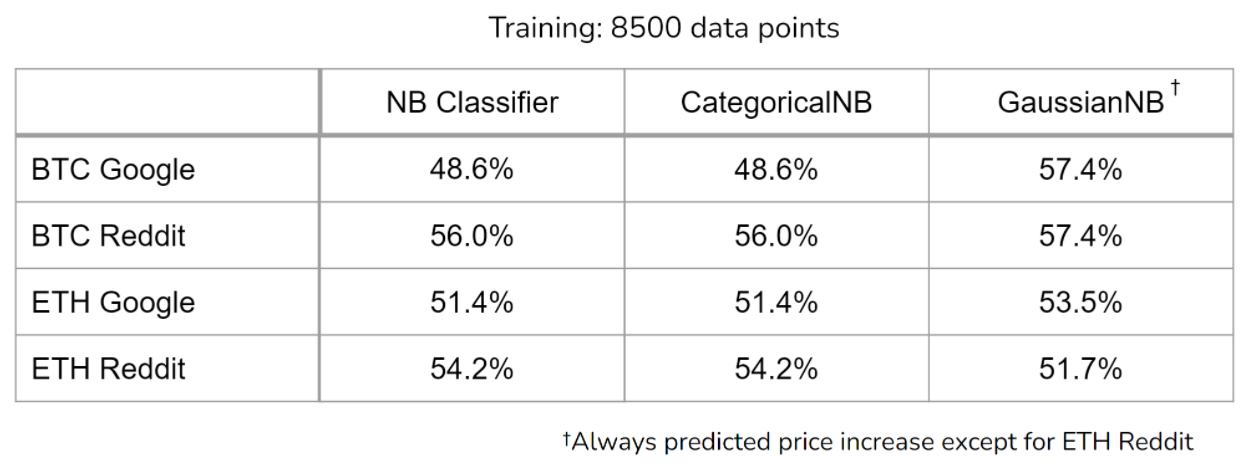 Training: 8500 data points
NB Classifier CategoricalNB GaussianNB †
BTC Google 48.6% 48.6% 57.4%
BTC Reddit 56.0% 56.0% 57.4%
ETH Google 51.4% 51.4% 53.5%
ETH Reddit 54.2% 54.2% 51.7%
†Always predicted price increase except for ETH Reddit